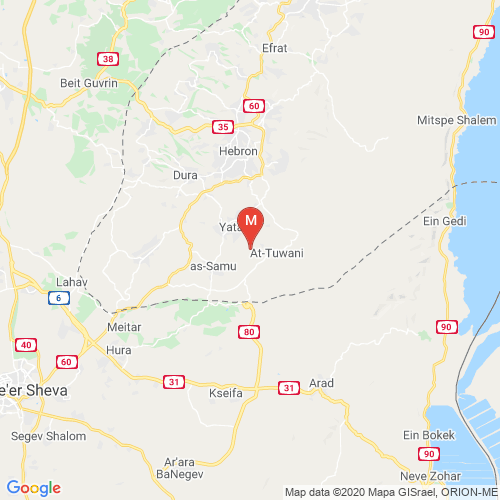 90
Efrat
38
Beit Guvrin
60
Mitspe Shalem
35
Hebron
Dura
M
Yatta
Ein Gedi
At-Tuwani
as-Samu
Lahav
6
Meitar
90
80
40
Hura
60
31
Arad
31
e'er Sheva
Kseifa
Segev Shalom
Ein Bokek
90
Ar'ara
BaNegev
Neve Zohar
Google
Map data ©2020 Mapa GISrael, ORION-ME